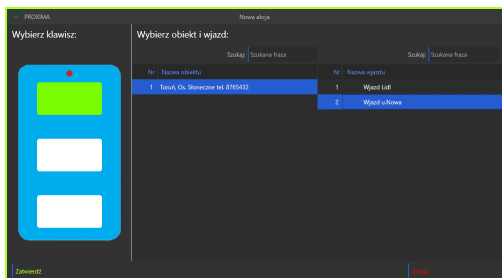 PROXIMA
Nowa akcja
Wybierz klawisz:
Wybierz obiekt i wjazd:
Szukaj: Szukana fraza
Szukaj: Szukana fraza
Nr Nazwa obiektu
Nr Nazwa wjazdu
1 Toruń, Os. Słoneczne tel. 8765432
1 Wjazd Lidl
2 Wjazd u.Nowa
Zatwierdź
Anuluj